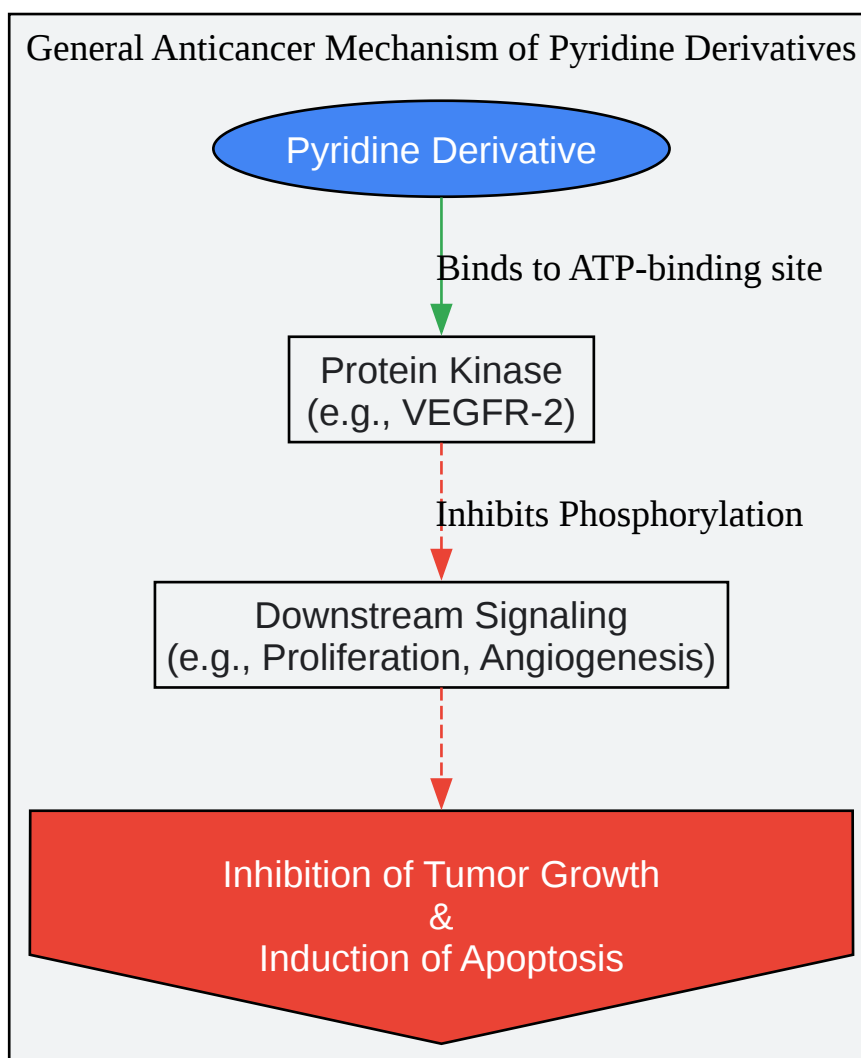 General Anticancer Mechanism of Pyridine Derivatives
Pyridine Derivative
Binds to ATP-binding site
Protein Kinase
(e.g., VEGFR-2)
Inhibits Phosphorylation
Downstream Signaling
(e.g., Proliferation, Angiogenesis)
Inhibition of Tumor Growth
&
Induction of Apoptosis